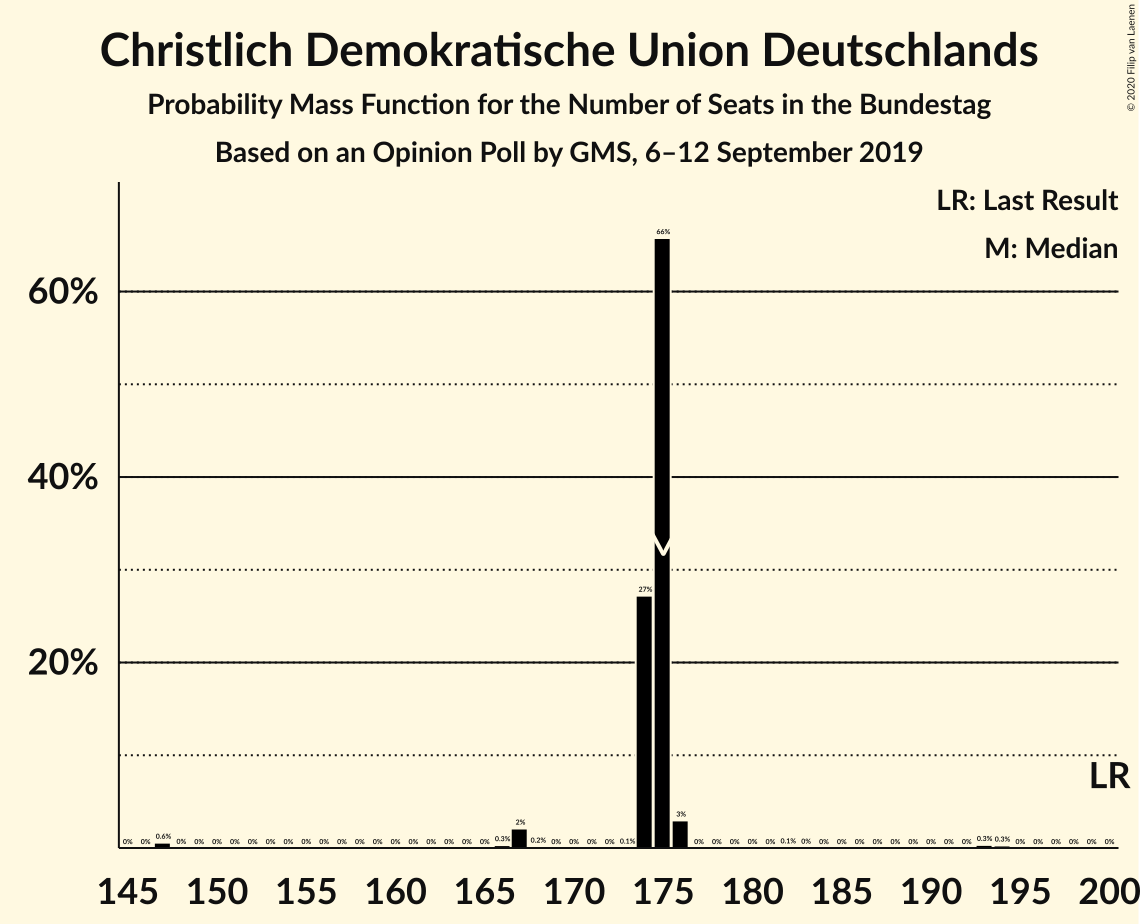 Christlich Demokratische Union Deutschlands
Probability Mass Function for the Number of Seats in the Bundestag
Based on an Opinion Poll by GMS, 6–12 September 2019
© 2020 Filip van Laenen
LR: Last Result
M: Median
66%
60%
40%
27%
20%
LR
3%
2%
0% 0% 0.6% 0% 0% 0% 0% 0% 0% 0% 0% 0% 0% 0% 0% 0% 0% 0% 0% 0% 0% 0.3% 0.2% 0% 0% 0% 0% 0.1% 0% 0% 0% 0% 0% 0.1% 0% 0% 0% 0% 0% 0% 0% 0% 0% 0% 0.3% 0.3% 0% 0% 0% 0% 0% 0%
145 150 155 160 165 170 175 180 185 190 195 200